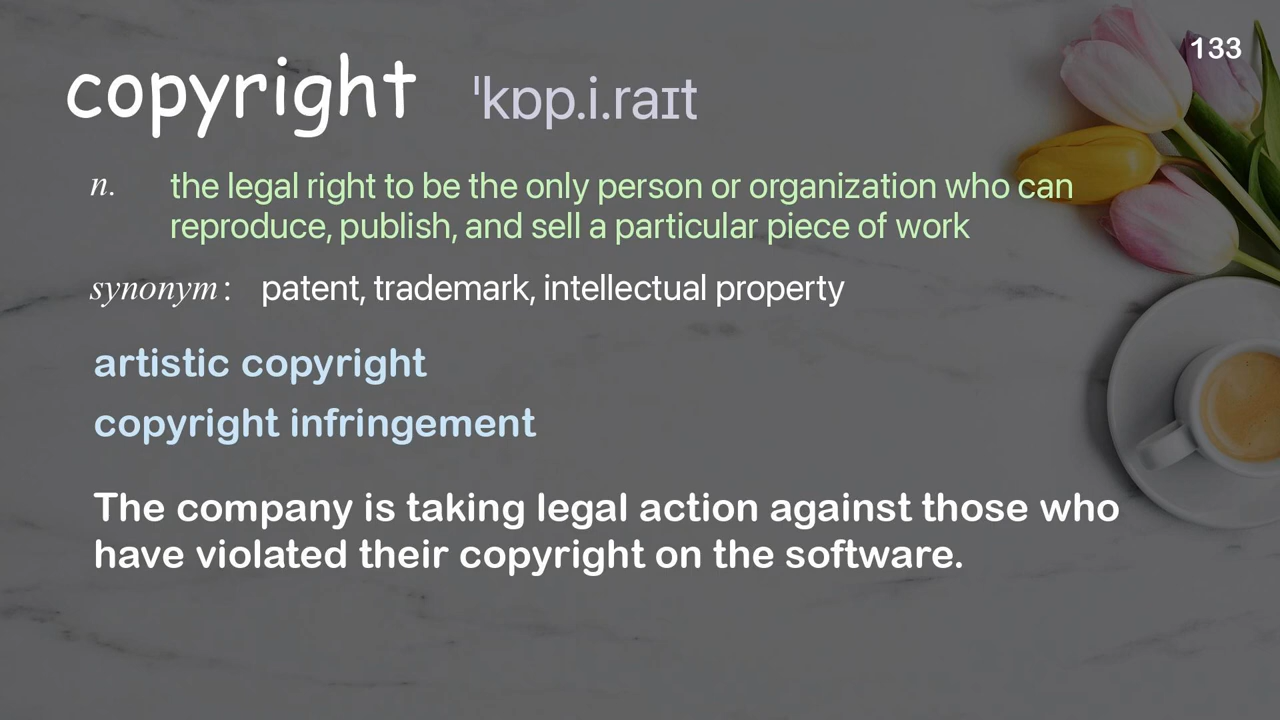 133
copyright ˈkɒp.i.raɪt
n. the legal right to be the only person or organization who can
reproduce, publish, and sell a particular piece of work
synonym: patent, trademark, intellectual property
artistic copyright
copyright infringement
The company is taking legal action against those who
have violated their copyright on the software.